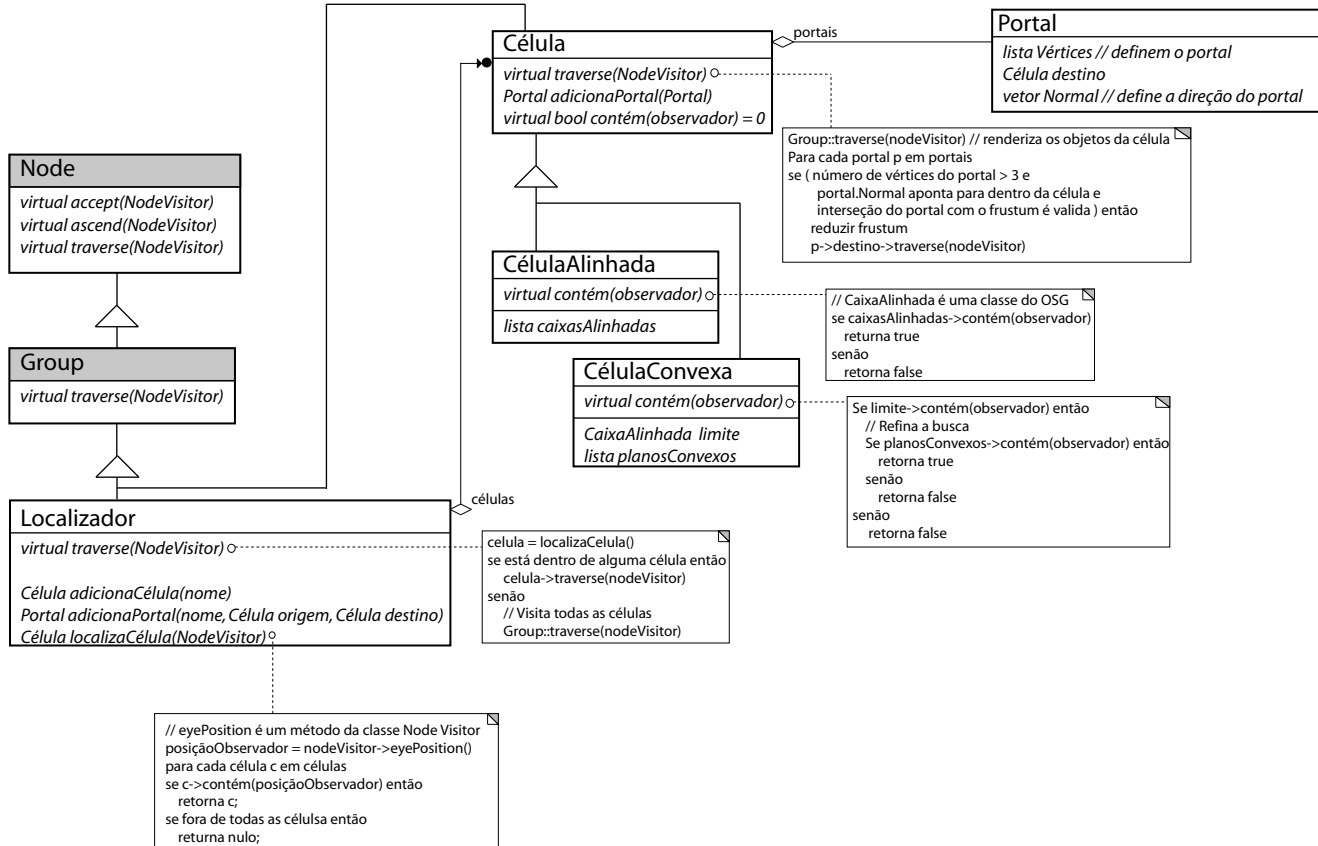 Célula
virtual traverse(NodeVisitor)
Portal adicionaPortal(Portal)
virtual bool contém(observador) = 0
portais
Portal
lista Vértices // definem o portal
Célula destino
vetor Normal // define a direção do portal
Group::traverse(nodeVisitor) // renderiza os objetos da célula
Para cada portal p em portais
se ( número de vértices do portal > 3 e
portal.Normal aponta para dentro da célula e
interseção do portal com o frustum é valida ) então
reduzir frustum
p->destino->traverse(nodeVisitor)
Node
virtual accept(NodeVisitor)
virtual ascend(NodeVisitor)
virtual traverse(NodeVisitor)
CélulaAlinhada
virtual contém(observador)
lista caixasAlinhadas
// CaixaAlinhada é uma classe do OSG
se caixasAlinhadas->contém(observador)
returna true
senão
retorna false
Group
virtual traverse(NodeVisitor)
CélulaConvexa
virtual contém(observador)
CaixaAlinhada limite
lista planosConvexos
Se limite->contém(observador) então
// Refina a busca
Se planosConvexos->contém(observador) então
retorna true
senão
retorna false
senão
retorna false
células
Localizador
virtual traverse(NodeVisitor)
Célula adicionaCélula(nome)
Portal adicionaPortal(nome, Célula origem, Célula destino)
Célula localizaCélula(NodeVisitor)
celula = localizaCelula()
se está dentro de alguma célula então
celula->traverse(nodeVisitor)
senão
// Visita todas as células
Group::traverse(nodeVisitor)
// eyePosition é um método da classe Node Visitor
posiçãoObservador = nodeVisitor->eyePosition()
para cada célula c em células
se c->contém(posiçãoObservador) então
retorna c;
se fora de todas as célulsa então
returna nulo;